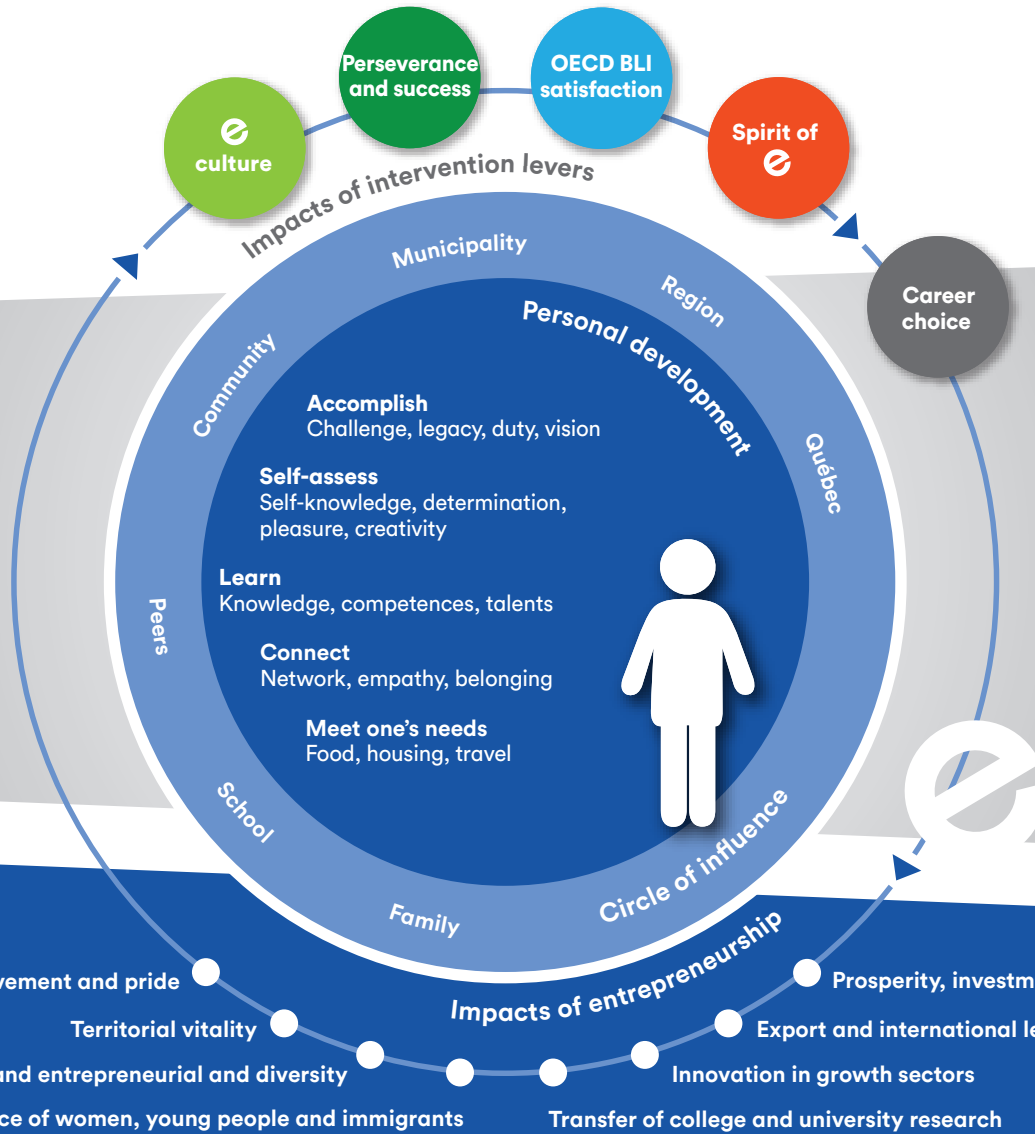 e
culture
Perseverance
and success
OECD BLI
satisfaction
Spirit of
e
Career
choice
Impacts of intervention levers
Municipality
Region
Québec
Community
Peers
School
Family
Circle of influence
Personal development
Accomplish
Challenge, legacy, duty, vision
Self-assess
Self-knowledge, determination,
pleasure, creativity
Learn
Knowledge, competences, talents
Connect
Network, empathy, belonging
Meet one’s needs
Food, housing, travel
e
Impacts of entrepreneurship
and pride
Territorial vitality
and entrepreneurial and diversity
of women, young people and immigrants
Prosperity,
Export and international
Innovation in growth sectors
Transfer of college and university research